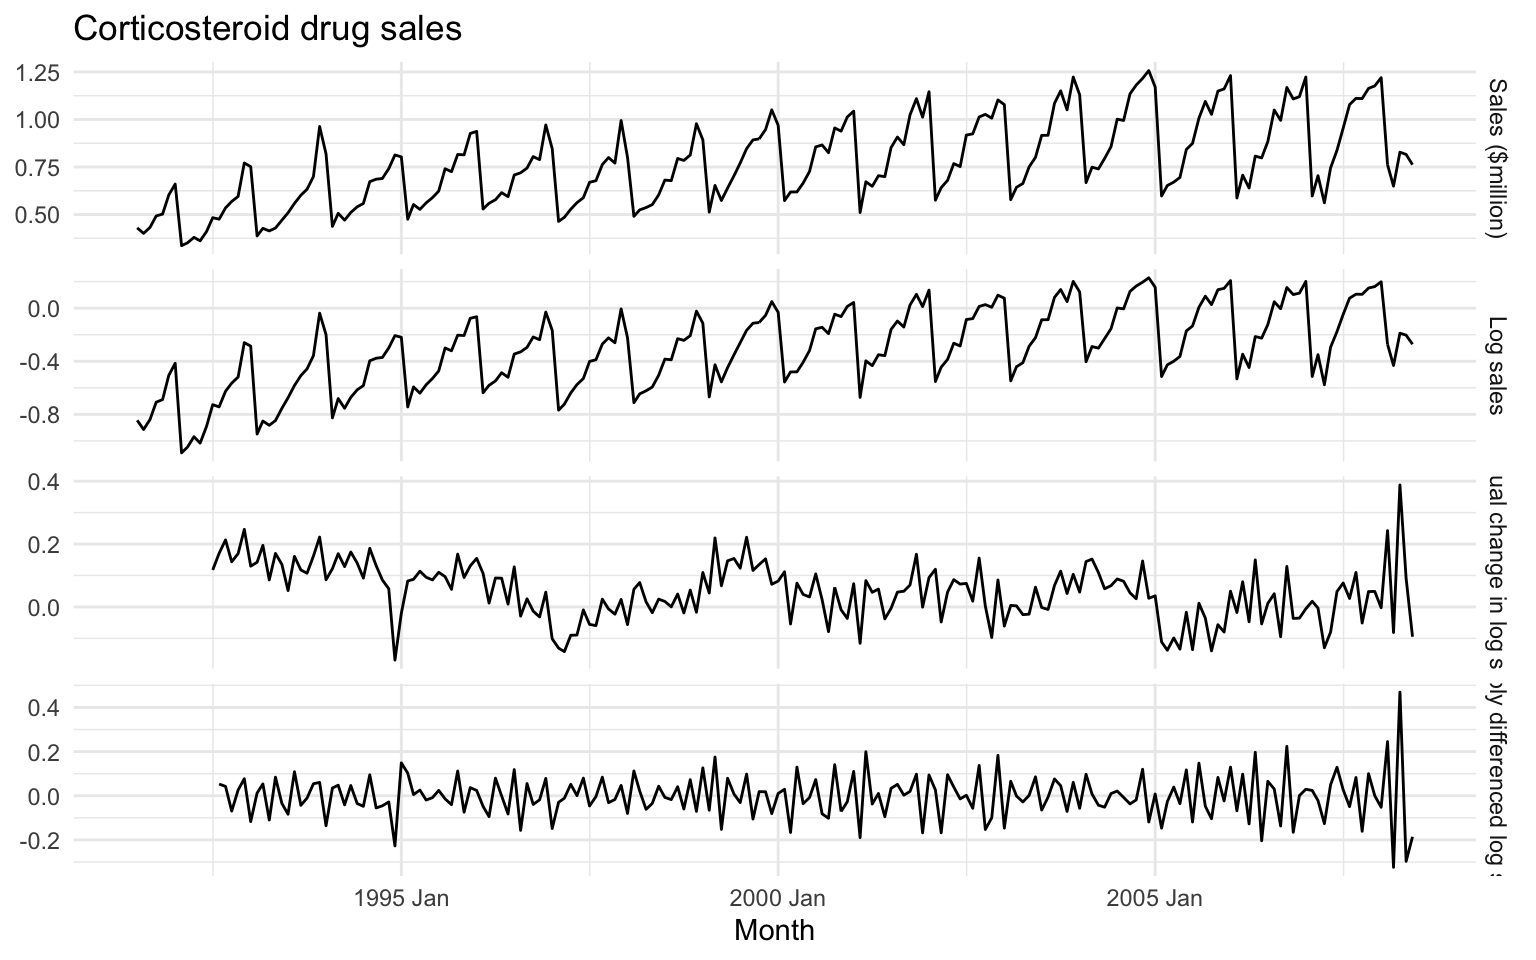 Corticosteroid drug sales
1.25
1.00
0.75
0.50
Sales ($million)
0.0
-0.4
-0.8
Log sales
0.4
0.2
0.0
change in log
0.4
0.2
0.0
-0.2
differenced log
1995 Jan
2000 Jan
2005 Jan
Month